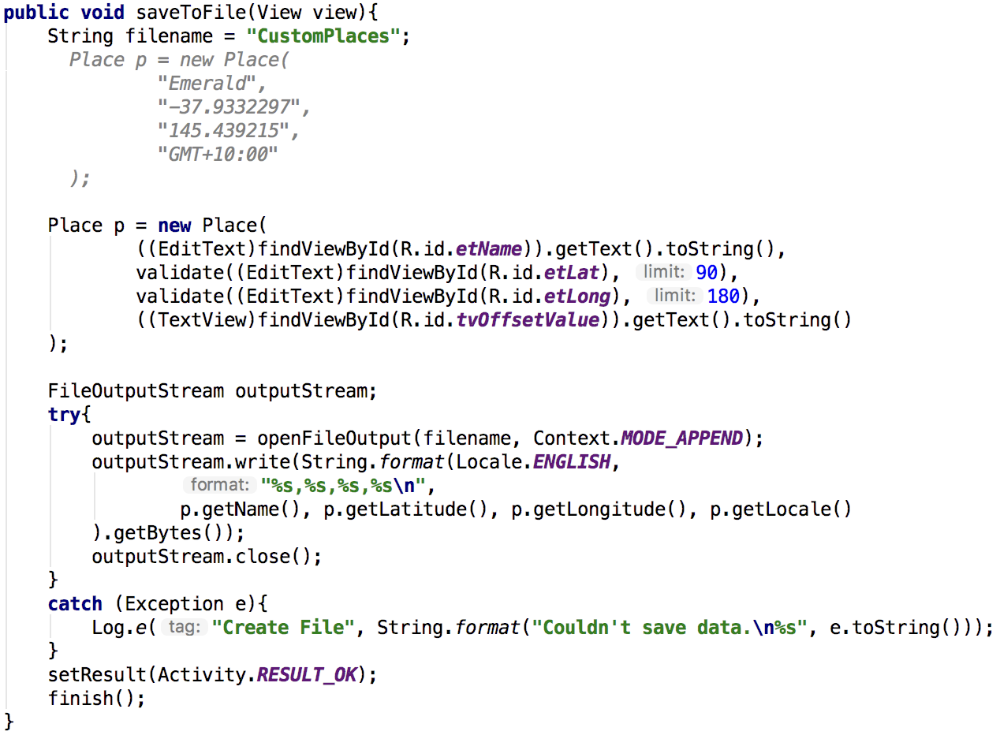 public void saveToFile(View view){
    String filename = "CustomPlaces";
      Place p = new Place(
              "Emerald",
              "-37.9332297",
              "145.439215",
              "GMT+10:00"
      );

    Place p = new Place(
            ((EditText)findViewById(R.id.etName)).getText().toString(),
            validate((EditText)findViewById(R.id.etLat), limit: 90),
            validate((EditText)findViewById(R.id.etLong), limit: 180),
            ((TextView)findViewById(R.id.tvOffsetValue)).getText().toString()
    );

    FileOutputStream outputStream;
    try{
        outputStream = openFileOutput(filename, Context.MODE_APPEND);
        outputStream.write(String.format(Locale.ENGLISH,
                format: "%s,%s,%s,%s\n",
                p.getName(), p.getLatitude(), p.getLongitude(), p.getLocale()
        ).getBytes());
        outputStream.close();
    }
    catch (Exception e){
        Log.e( tag: "Create File", String.format("Couldn't save data.\n%s", e.toString()));
    }
    setResult(Activity.RESULT_OK);
    finish();
}